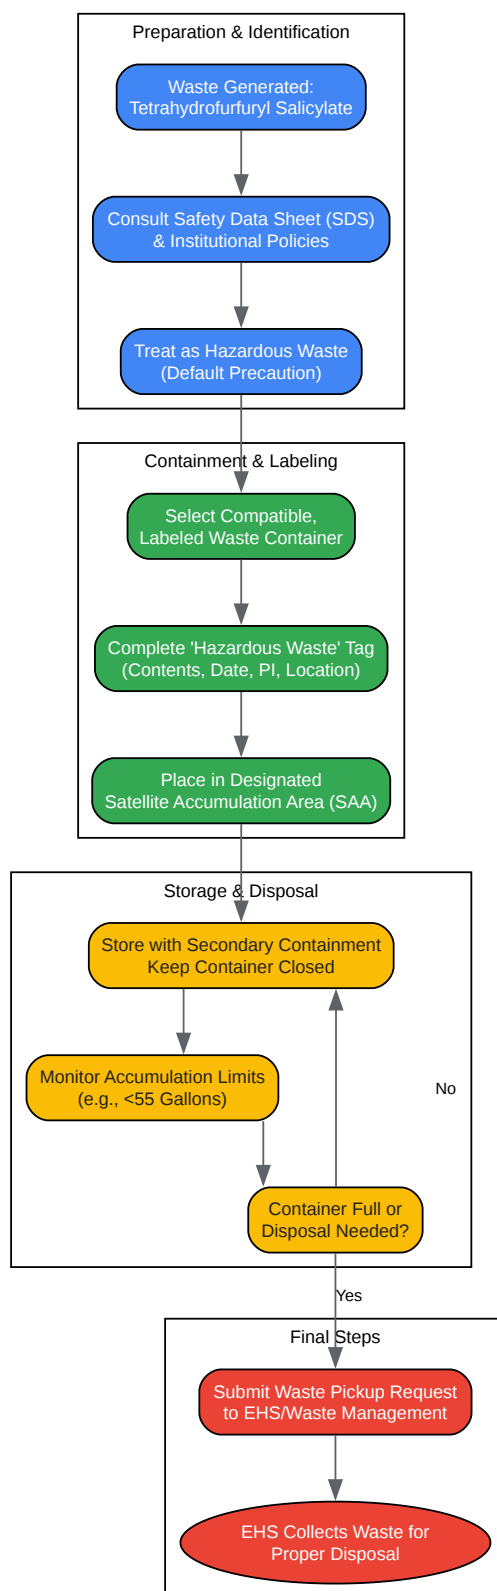 Preparation & Identification
Waste Generated:
Tetrahydrofurfuryl Salicylate
Consult Safety Data Sheet (SDS)
& Institutional Policies
Treat as Hazardous Waste
(Default Precaution)
Containment & Labeling
Select Compatible,
Labeled Waste Container
Complete 'Hazardous Waste' Tag
(Contents, Date, PI, Location)
Place in Designated
Satellite Accumulation Area (SAA)
Storage & Disposal
Store with Secondary Containment
Keep Container Closed
Monitor Accumulation Limits
(e.g., <55 Gallons)
No
Container Full or
Disposal Needed?
Yes
Final Steps
Submit Waste Pickup Request
to EHS/Waste Management
EHS Collects Waste for
Proper Disposal